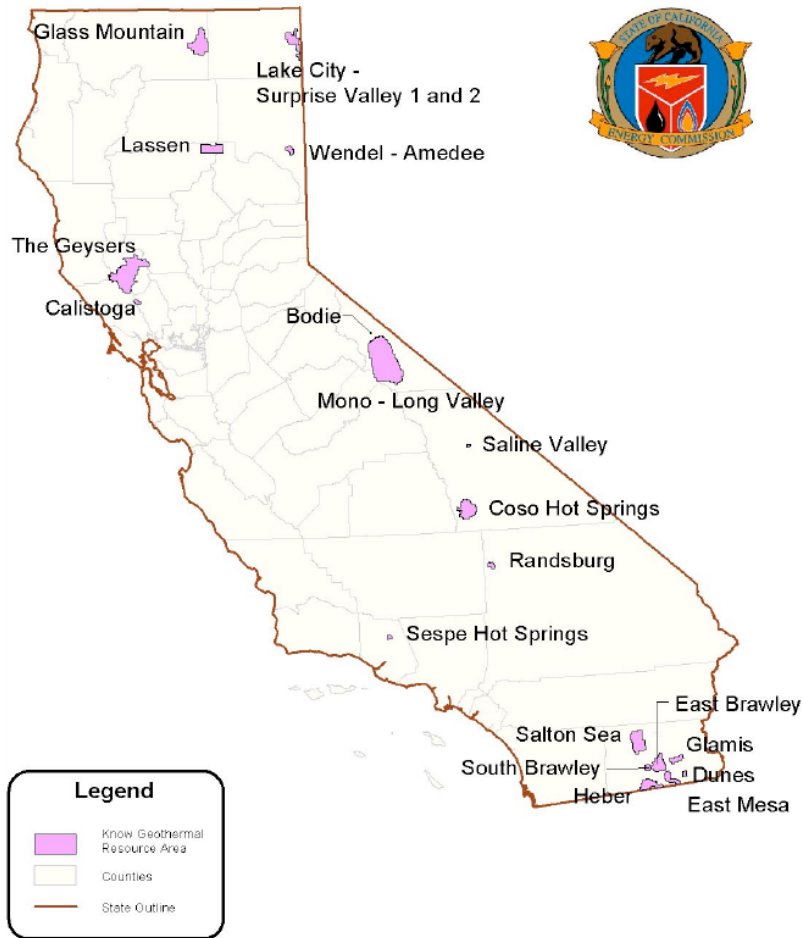 Glass Mountain
STATE OF CALIFORNIA
ENERGY COMMISSION
Lake City -
Surprise Valley 1 and 2
Lassen
Wendel - Amedee
The Geysers
Calistoga
Bodie
Mono - Long Valley
Saline Valley
Coso Hot Springs
Randsburg
Sespe Hot Springs
East Brawley
Salton Sea
Glamis
South Brawley
Dunes
Heber
East Mesa
Legend
Know Geothermal
Resource Area
Counties
State Outline